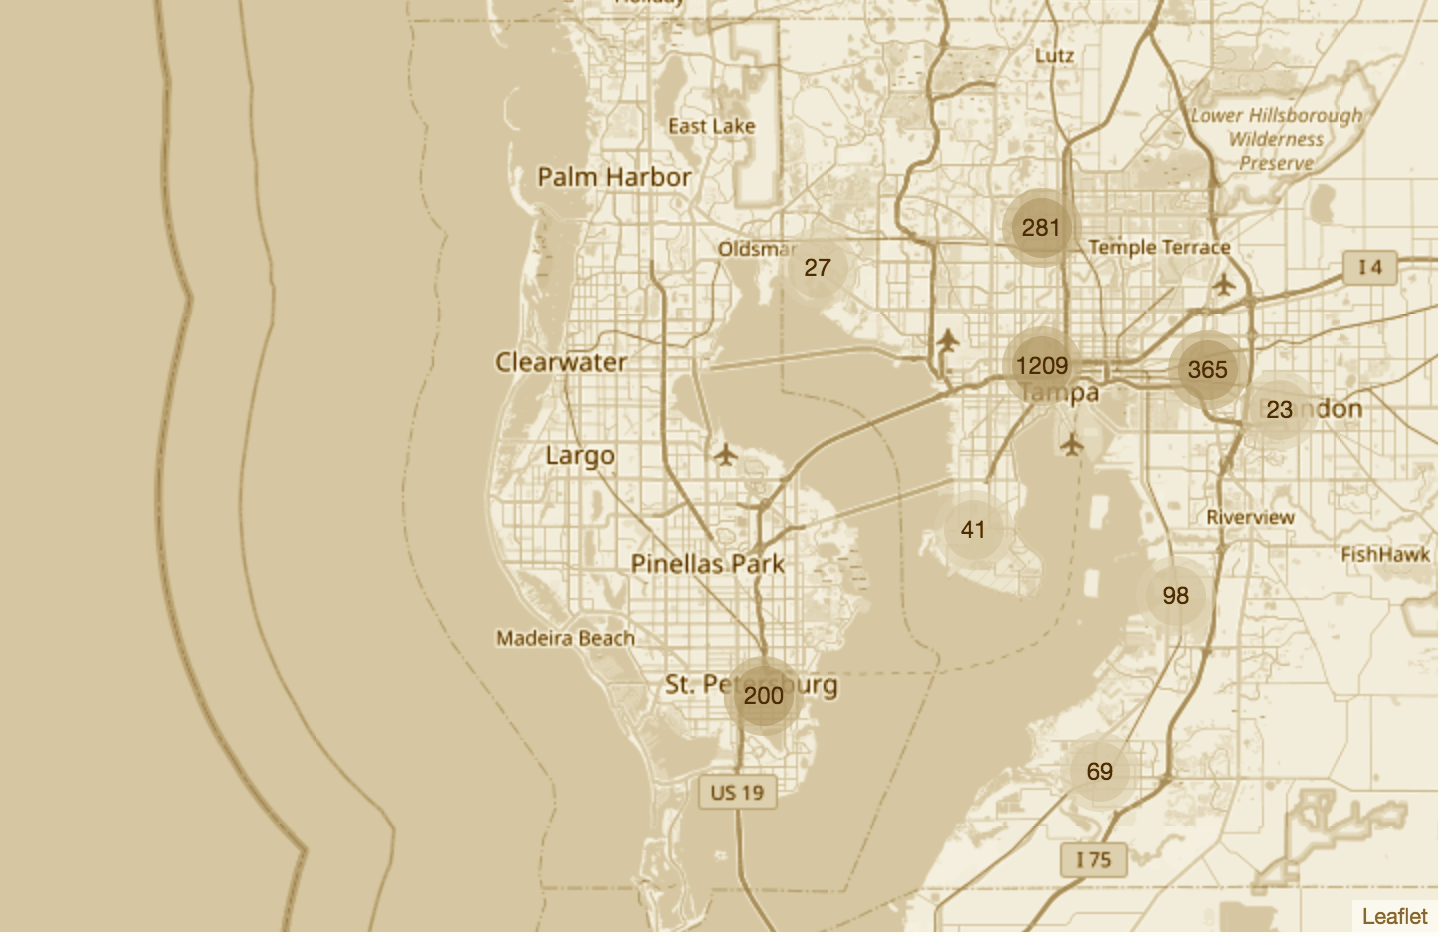 Holiday
Lutz
Lower Hillsborough
Wilderness
Preserve
East Lake
Palm Harbor
281
Temple Terrace
Oldsmar
27
I 4
Clearwater
1209
365
Tampa
23
ndon
Largo
41
Riverview
FishHawk
Pinellas Park
98
Madeira Beach
St. Petersburg
200
69
US 19
I 75
Leaflet